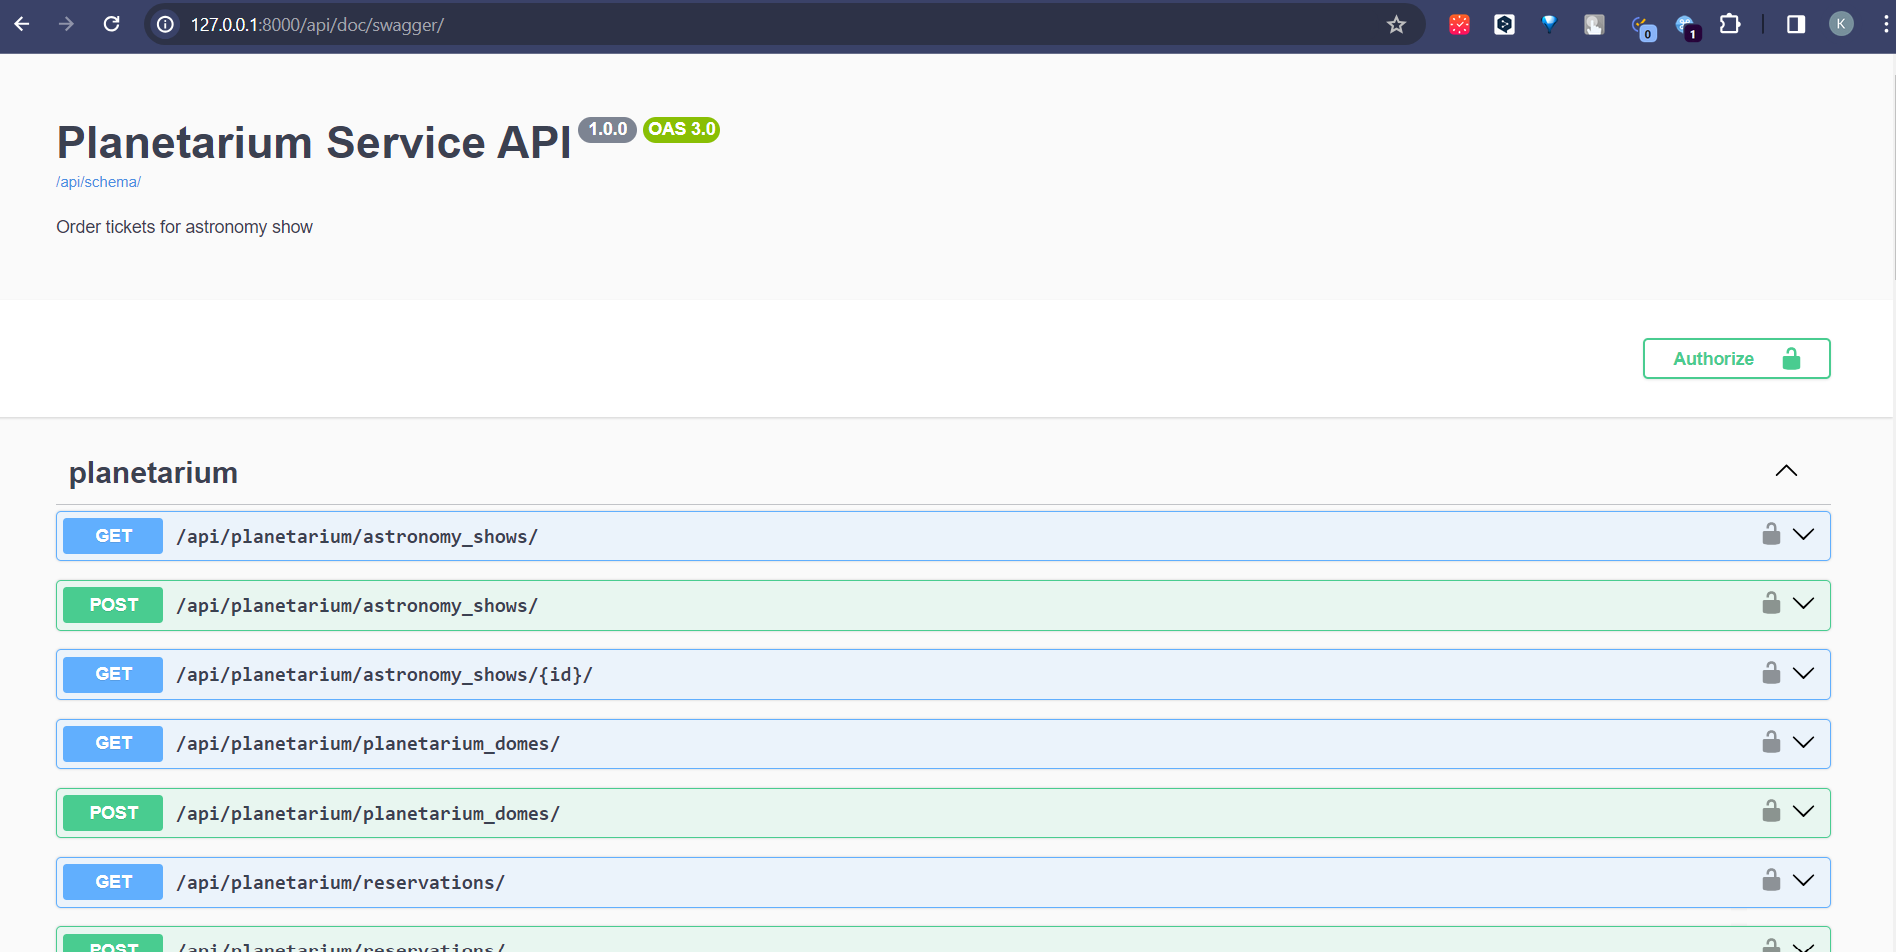 127.0.0.1:8000/api/doc/swagger/
0
1
K
Planetarium Service API 1.0.0 OAS 3.0
/api/schema/
Order tickets for astronomy show
Authorize
planetarium
GET /api/planetarium/astronomy_shows/
POST /api/planetarium/astronomy_shows/
GET /api/planetarium/astronomy_shows/{id}/
GET /api/planetarium/planetarium_domes/
POST /api/planetarium/planetarium_domes/
GET /api/planetarium/reservations/
POST /api/planetarium/reservations/